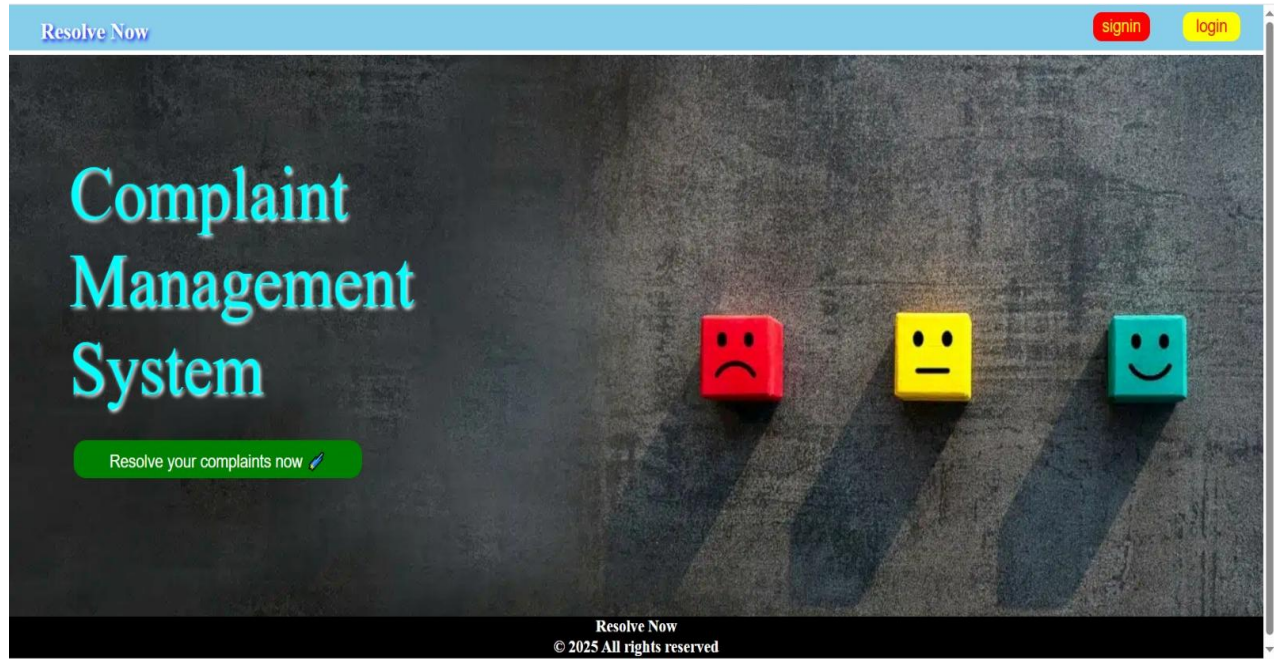 Resolve Now
signin
login
Complaint
Management
System
Resolve your complaints now
Resolve Now
© 2025 All rights reserved